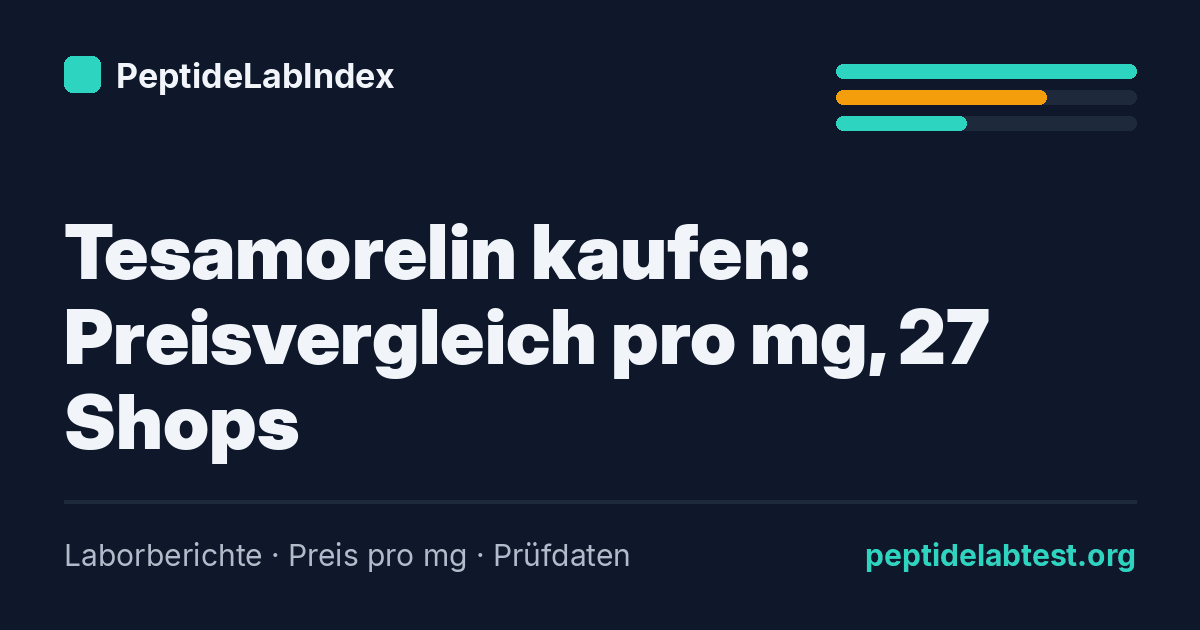 PeptideLabIndex
Tesamorelin kaufen:
Preisvergleich pro mg, 27
Shops
Laborberichte · Preis pro mg · Prüfdaten
peptidelabtest.org